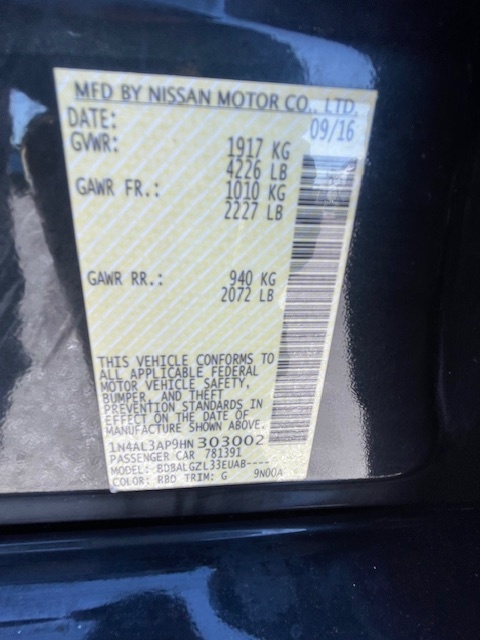 MFD BY NISSAN MOTOR CO., LTD.
DATE: 09/16
GVWR: 1917 KG
4226 LB
GAWR FR.: 1010 KG
2227 LB
GAWR RR.: 940 KG
2072 LB
THIS VEHICLE CONFORMS TO
ALL APPLICABLE FEDERAL
MOTOR VEHICLE SAFETY,
BUMPER, AND THEFT
PREVENTION STANDARDS IN
EFFECT ON THE DATE OF
MANUFACTURE SHOWN ABOVE.
1N4AL3AP9HN 303002
PASSENGER CAR 781391
MODEL: BDBALGZL33EUAB----
COLOR: RBD TRIM: G 9N00A